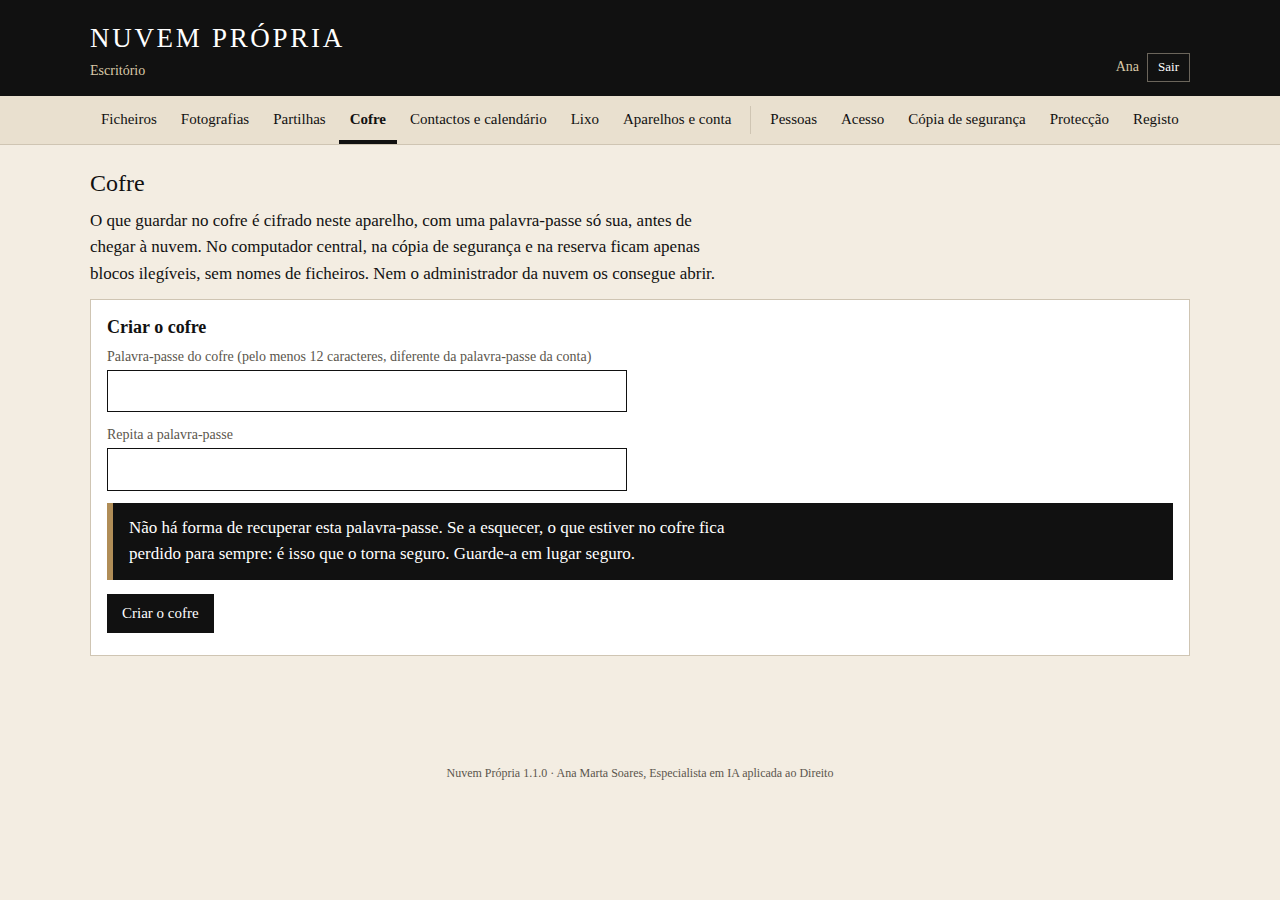 NUVEM PRÓPRIA
Escritório
Ana
Sair
Ficheiros
Fotografias
Partilhas
Cofre
Contactos e calendário
Lixo
Aparelhos e conta
Pessoas
Acesso
Cópia de segurança
Protecção
Registo
Cofre
O que guardar no cofre é cifrado neste aparelho, com uma palavra-passe só sua, antes de
chegar à nuvem. No computador central, na cópia de segurança e na reserva ficam apenas
blocos ilegíveis, sem nomes de ficheiros. Nem o administrador da nuvem os consegue abrir.
Criar o cofre
Palavra-passe do cofre (pelo menos 12 caracteres, diferente da palavra-passe da conta)
Repita a palavra-passe
Não há forma de recuperar esta palavra-passe. Se a esquecer, o que estiver no cofre fica
perdido para sempre: é isso que o torna seguro. Guarde-a em lugar seguro.
Criar o cofre
Nuvem Própria 1.1.0 · Ana Marta Soares, Especialista em IA aplicada ao Direito